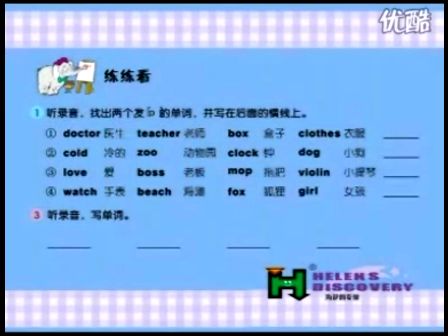 优酷
练练看
1 听录音，找出两个发 ɒ 的单词，并写在后面的横线上。
① doctor 医生 teacher 老师 box 盒子 clothes 衣服
② cold 冷的 zoo 动物园 clock 钟 dog 小狗
③ love 爱 boss 老板 mop 拖把 violin 小提琴
④ watch 手表 beach 海滩 fox 狐狸 girl 女孩
3 听录音，写单词。
HELEN'S
DISCOVERY